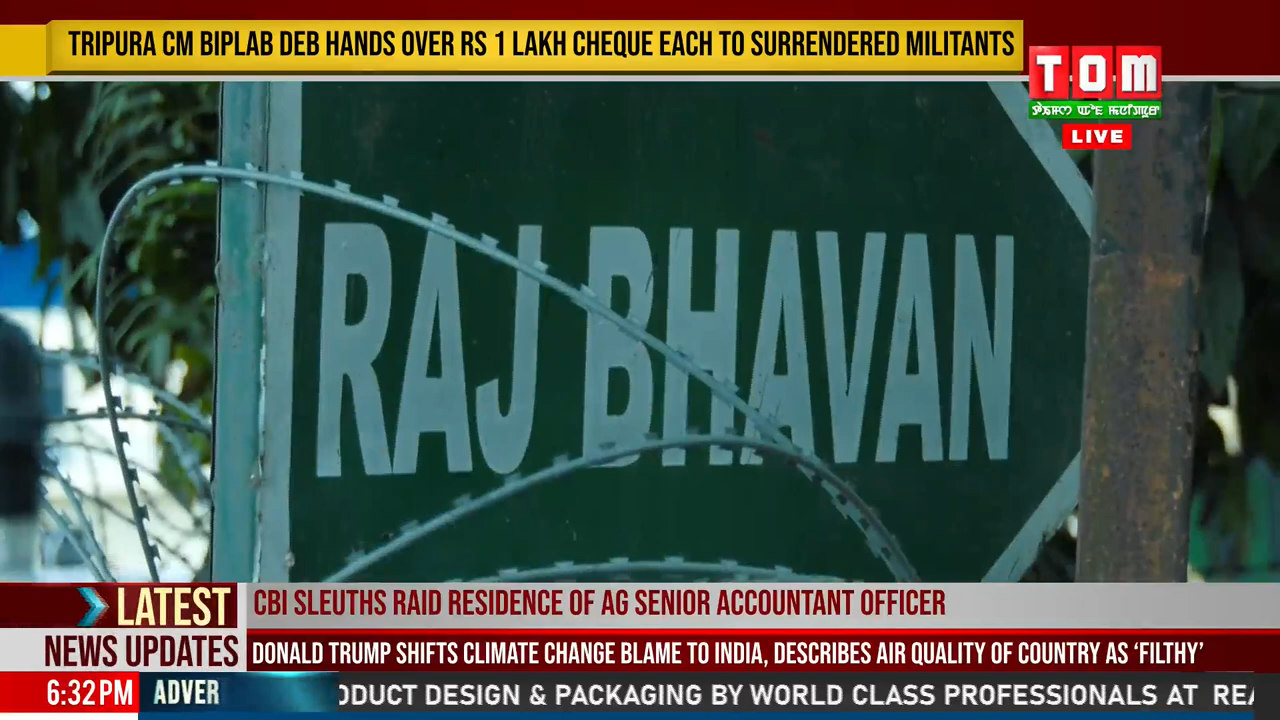 TRIPURA CM BIPLAB DEB HANDS OVER RS 1 LAKH CHEQUE EACH TO SURRENDERED MILITANTS
TOM
LIVE
RAJ BHAVAN
LATEST
NEWS UPDATES
CBI SLEUTHS RAID RESIDENCE OF AG SENIOR ACCOUNTANT OFFICER
DONALD TRUMP SHIFTS CLIMATE CHANGE BLAME TO INDIA, DESCRIBES AIR QUALITY OF COUNTRY AS ‘FILTHY’
6:32 PM
ADVER
ODUCT DESIGN & PACKAGING BY WORLD CLASS PROFESSIONALS AT REA